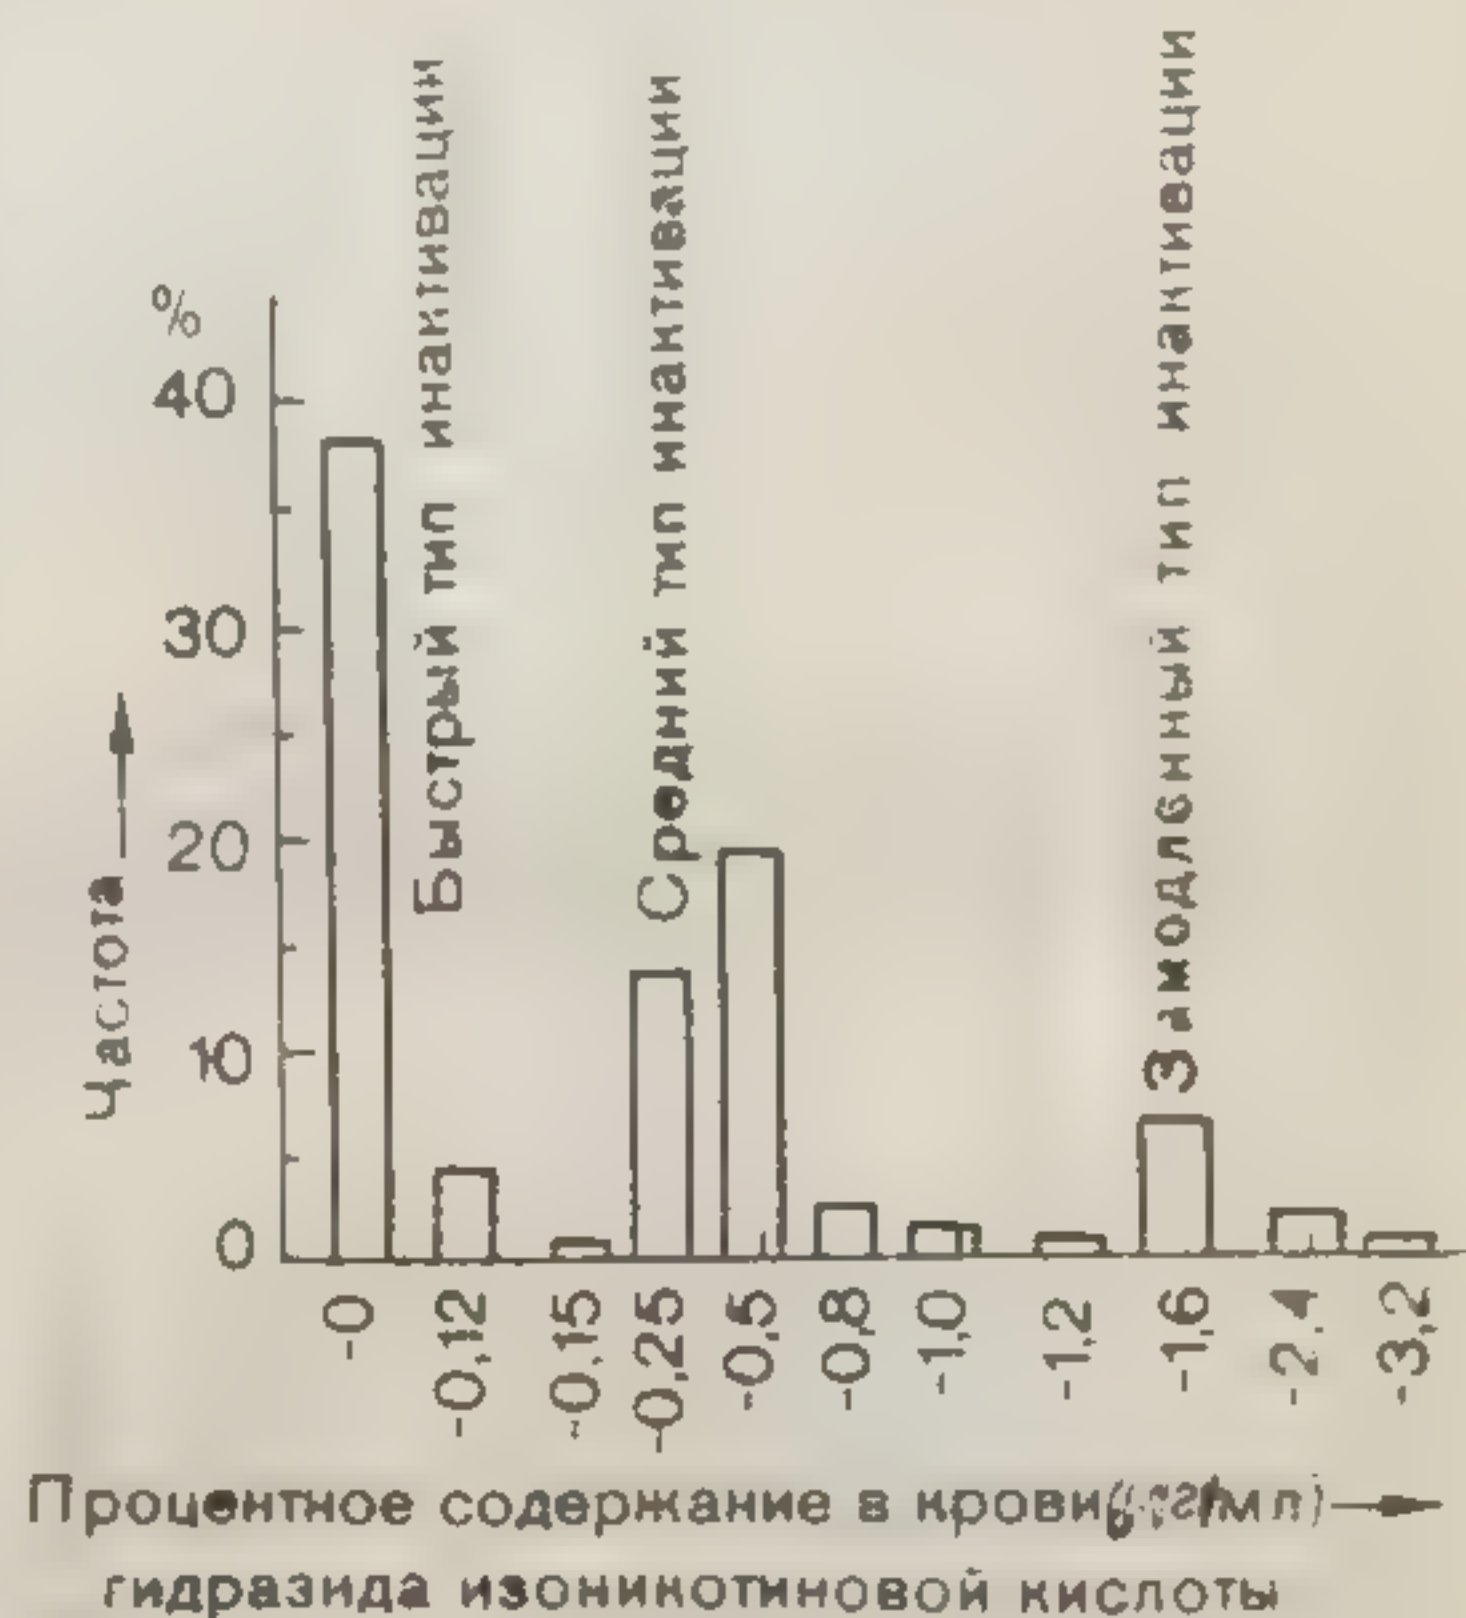 %
40
30
20
10
0
Частота
Быстрый тип инактивации
Средний тип инактивации
Замедленный тип инактивации
-0
-0,12
-0,15
-0,25
-0,5
-0,8
-1,0
-1,2
-1,6
-2,4
-3,2
Процентное содержание в крови
гидразида изоникотиновой кислоты